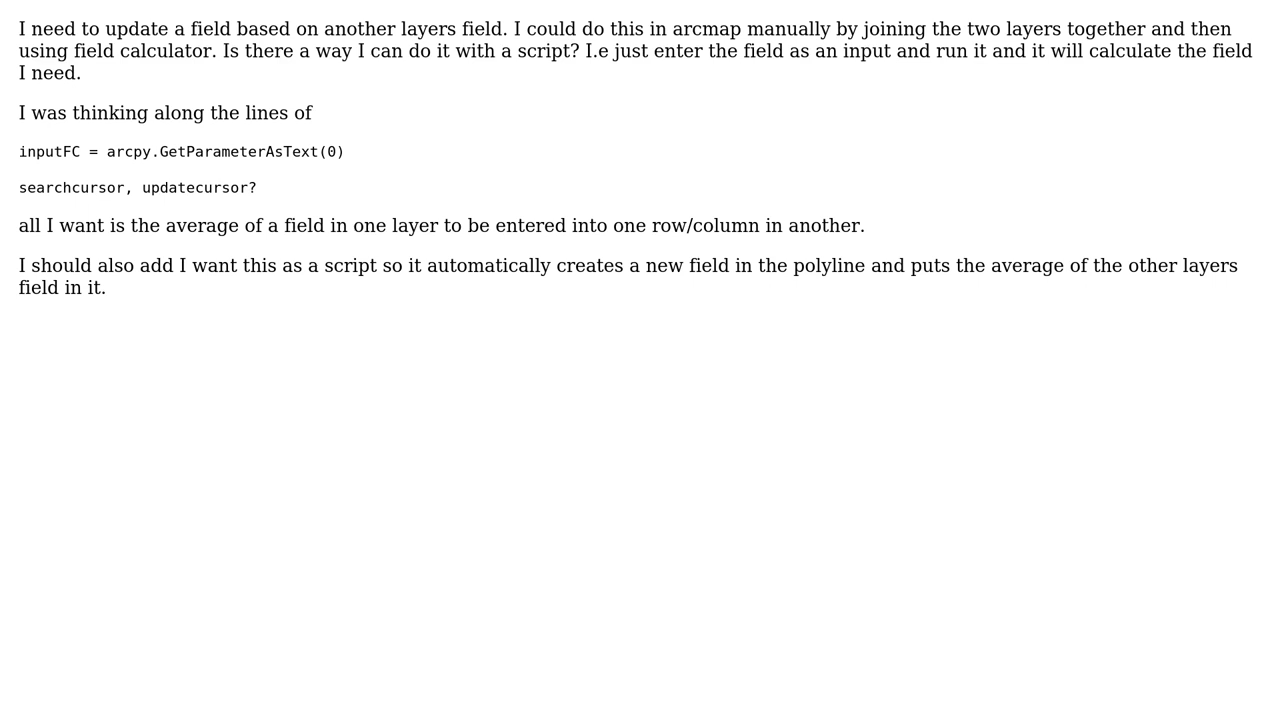 I need to update a field based on another layers field. I could do this in arcmap manually by joining the two layers together and then
using field calculator. Is there a way I can do it with a script? I.e just enter the field as an input and run it and it will calculate the field
I need.
I was thinking along the lines of
inputFC = arcpy.GetParameterAsText(0)
searchcursor, updatecursor?
all I want is the average of a field in one layer to be entered into one row/column in another.
I should also add I want this as a script so it automatically creates a new field in the polyline and puts the average of the other layers
field in it.